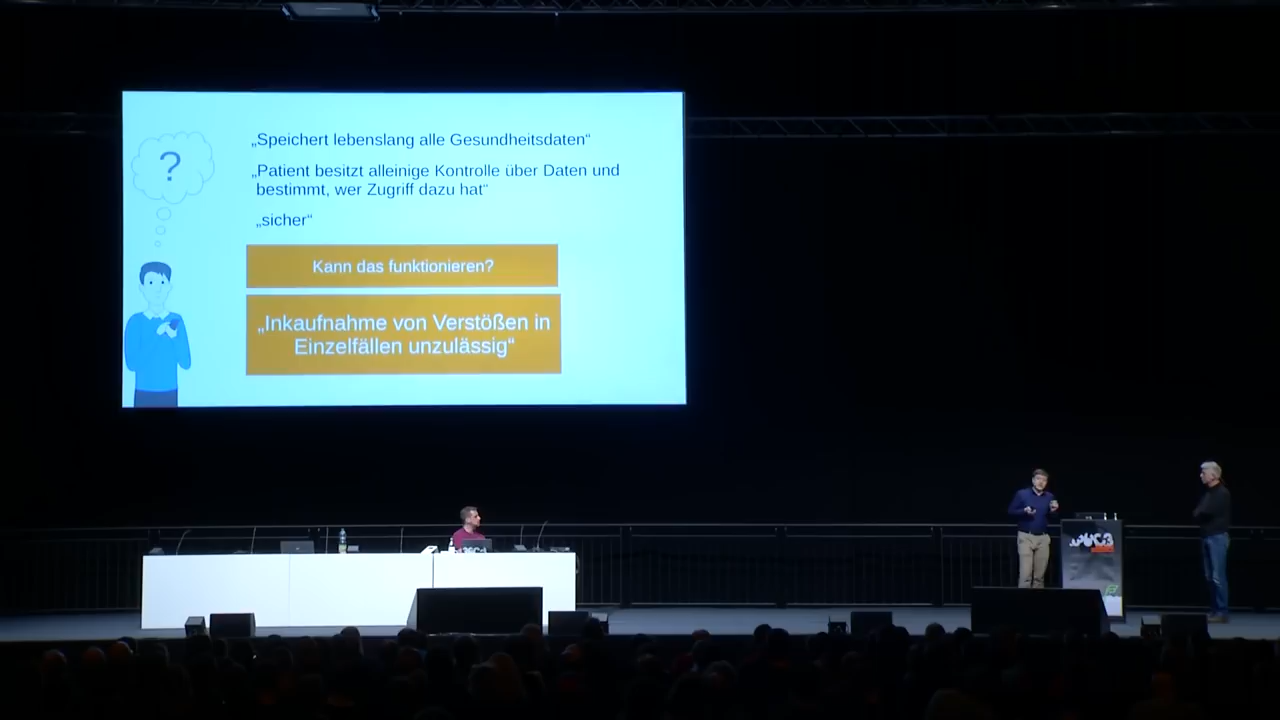 ?
„Speichert lebenslang alle Gesundheitsdaten“
„Patient besitzt alleinige Kontrolle über Daten und
bestimmt, wer Zugriff dazu hat“
„sicher“
Kann das funktionieren?
„Inkaufnahme von Verstößen in
Einzelfällen unzulässig“